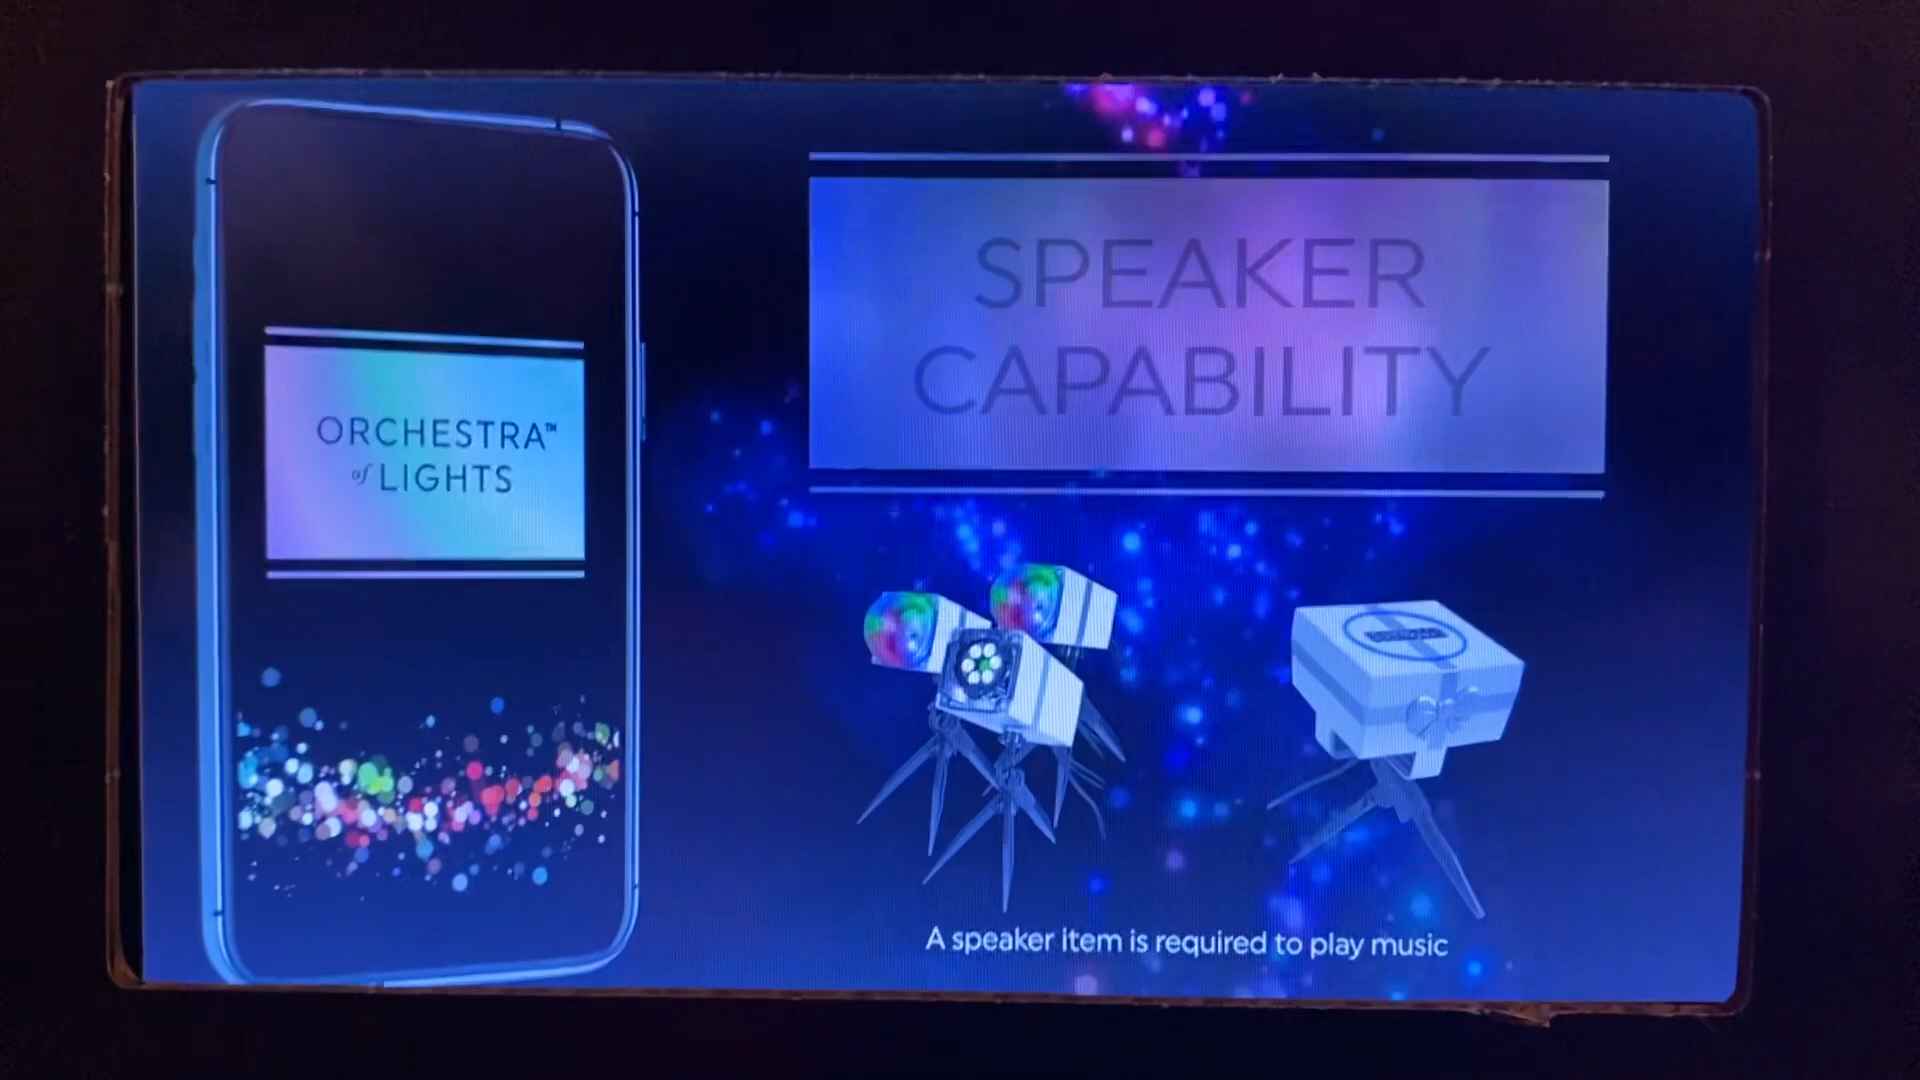 ORCHESTRA™
of LIGHTS
SPEAKER
CAPABILITY
A speaker item is required to play music